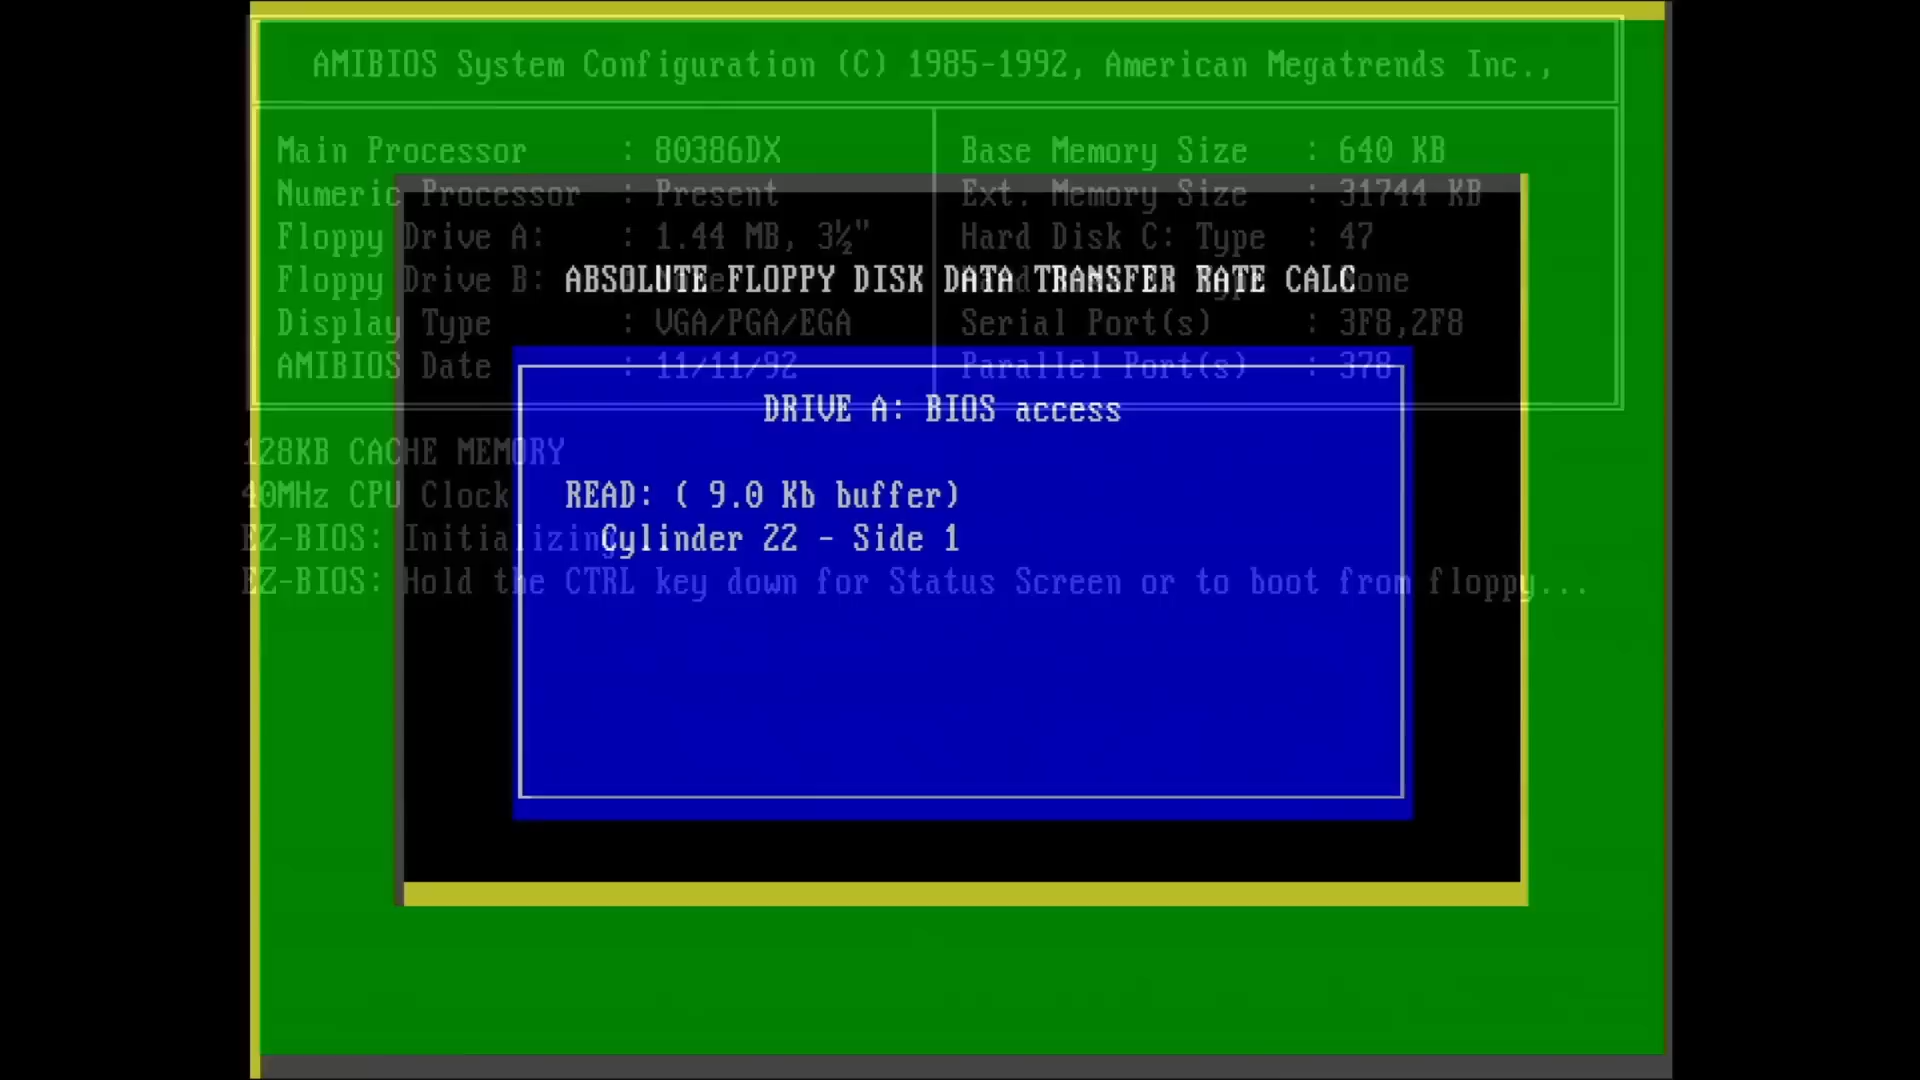 AMIBIOS System Configuration (C) 1985-1992, American Megatrends Inc.,
Main Processor : 80386DX
Base Memory Size : 640 KB
Numeric Processor : Present
Ext. Memory Size : 31744 KB
Floppy Drive A: : 1.44 MB, 3½"
Hard Disk C: Type : 47
Floppy Drive B:
ABSOLUTE FLOPPY DISK DATA TRANSFER RATE CALC
Display Type : VGA/PGA/EGA
Serial Port(s) : 3F8,2F8
AMIBIOS Date : 11/11/92
Parallel Port(s) : 378
DRIVE A: BIOS access
128KB CACHE MEMORY
40MHz CPU Clock
READ: ( 9.0 Kb buffer)
EZ-BIOS: Initializing
Cylinder 22 - Side 1
EZ-BIOS: Hold the CTRL key down for Status Screen or to boot from floppy...